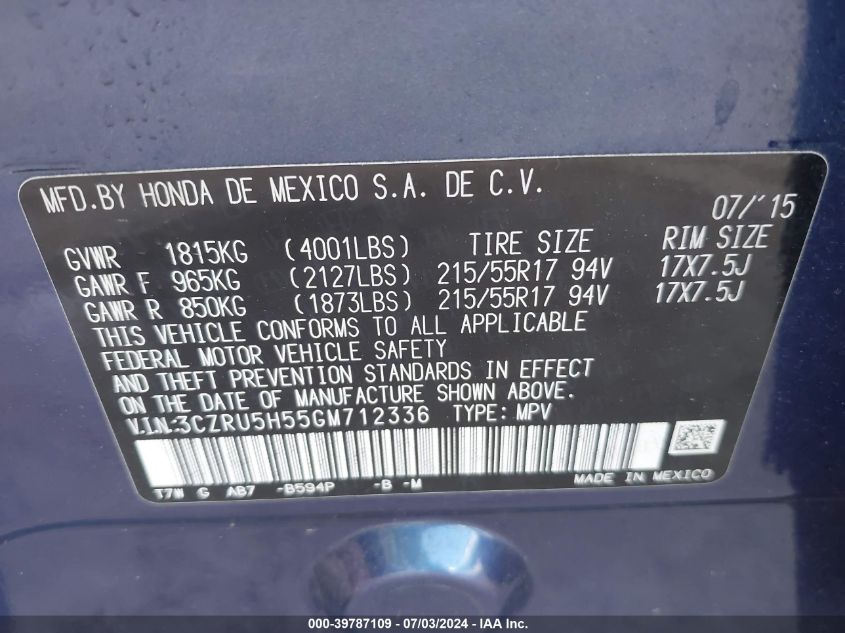 MFD.BY HONDA DE MEXICO S.A. DE C.V.
07/'15
GVWR 1815KG (4001LBS) TIRE SIZE RIM SIZE
GAWR F 965KG (2127LBS) 215/55R17 94V 17X7.5J
GAWR R 850KG (1873LBS) 215/55R17 94V 17X7.5J
THIS VEHICLE CONFORMS TO ALL APPLICABLE
FEDERAL MOTOR VEHICLE SAFETY
AND THEFT PREVENTION STANDARDS IN EFFECT
ON THE DATE OF MANUFACTURE SHOWN ABOVE.
V.I.N:3CZRU5H55GM712336 TYPE: MPV
T7W G AB7 -B594P -B -M
MADE IN MEXICO
000-39787109 - 07/03/2024 - IAA Inc.